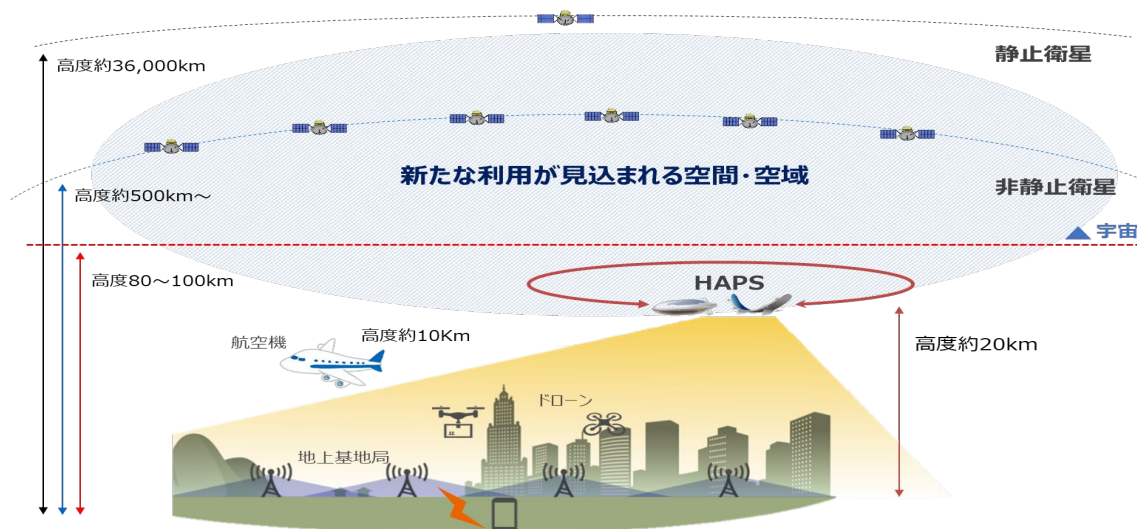 静止衛星
高度約36,000km
新たな利用が見込まれる空間・空域
高度約500km～
非静止衛星
宇宙
高度80～100km
HAPS
高度約10Km
航空機
高度約20km
ドローン
地上基地局